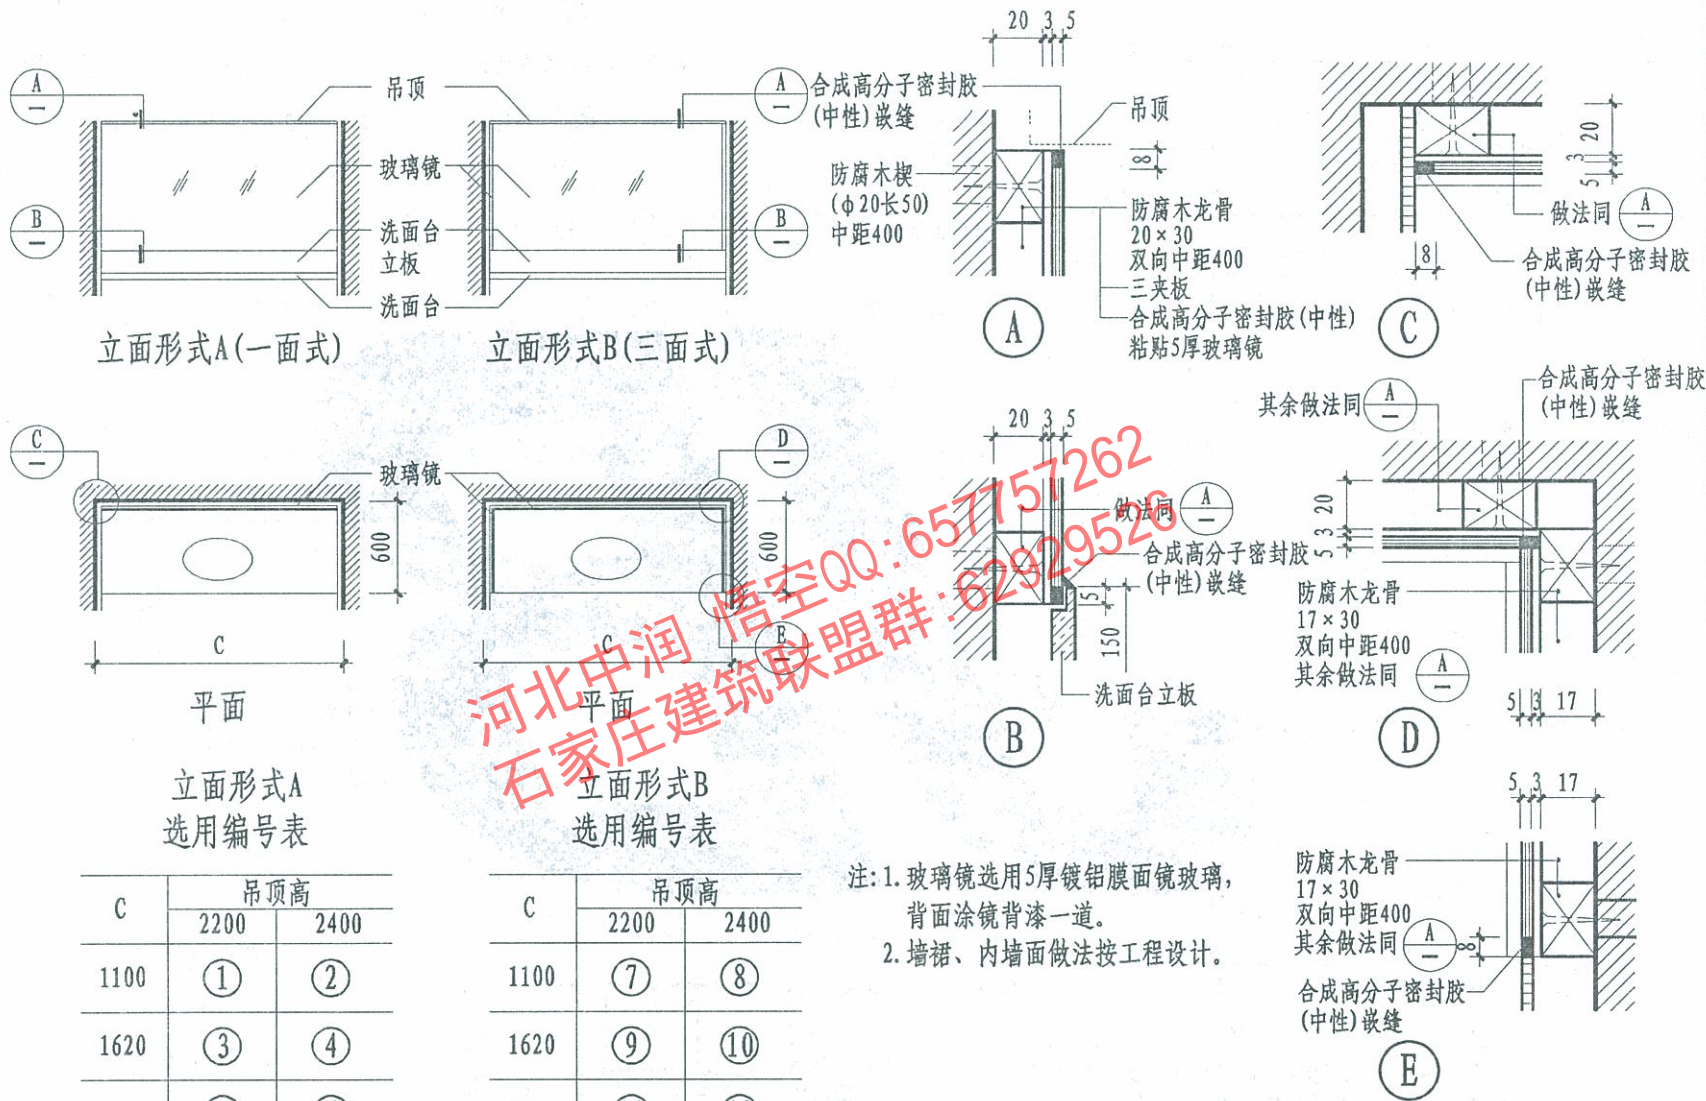 A
—
吊顶
A
—
B
—
玻璃镜
洗面台
立板
洗面台
B
—
立面形式A(一面式)
立面形式B(三面式)
20 3 5
合成高分子密封胶
(中性)嵌缝
吊顶
8
防腐木楔
(ϕ20长50)
中距400
防腐木龙骨
20×30
双向中距400
三夹板
合成高分子密封胶(中性)
粘贴5厚玻璃镜
A
20
3
5
做法同 A
—
8
合成高分子密封胶
(中性)嵌缝
C
C
—
玻璃镜
D
—
600
600
E
—
C
C
平面
平面
20 3 5
做法同 A
—
合成高分子密封胶
(中性)嵌缝
5
150
洗面台立板
B
其余做法同 A
—
合成高分子密封胶
(中性)嵌缝
20
3
5
防腐木龙骨
17×30
双向中距400
其余做法同 A
—
5 3 17
D
河北中润 悟空QQ:657757262
石家庄建筑联盟群:62929526
立面形式A
选用编号表
C 吊顶高
2200 2400
1100 ① ②
1620 ③ ④
立面形式B
选用编号表
C 吊顶高
2200 2400
1100 ⑦ ⑧
1620 ⑨ ⑩
注:1.玻璃镜选用5厚镀铝膜面镜玻璃,
背面涂镜背漆一道。
2.墙裙、内墙面做法按工程设计。
5 3 17
防腐木龙骨
17×30
双向中距400
其余做法同 A
—
8
合成高分子密封胶
(中性)嵌缝
E